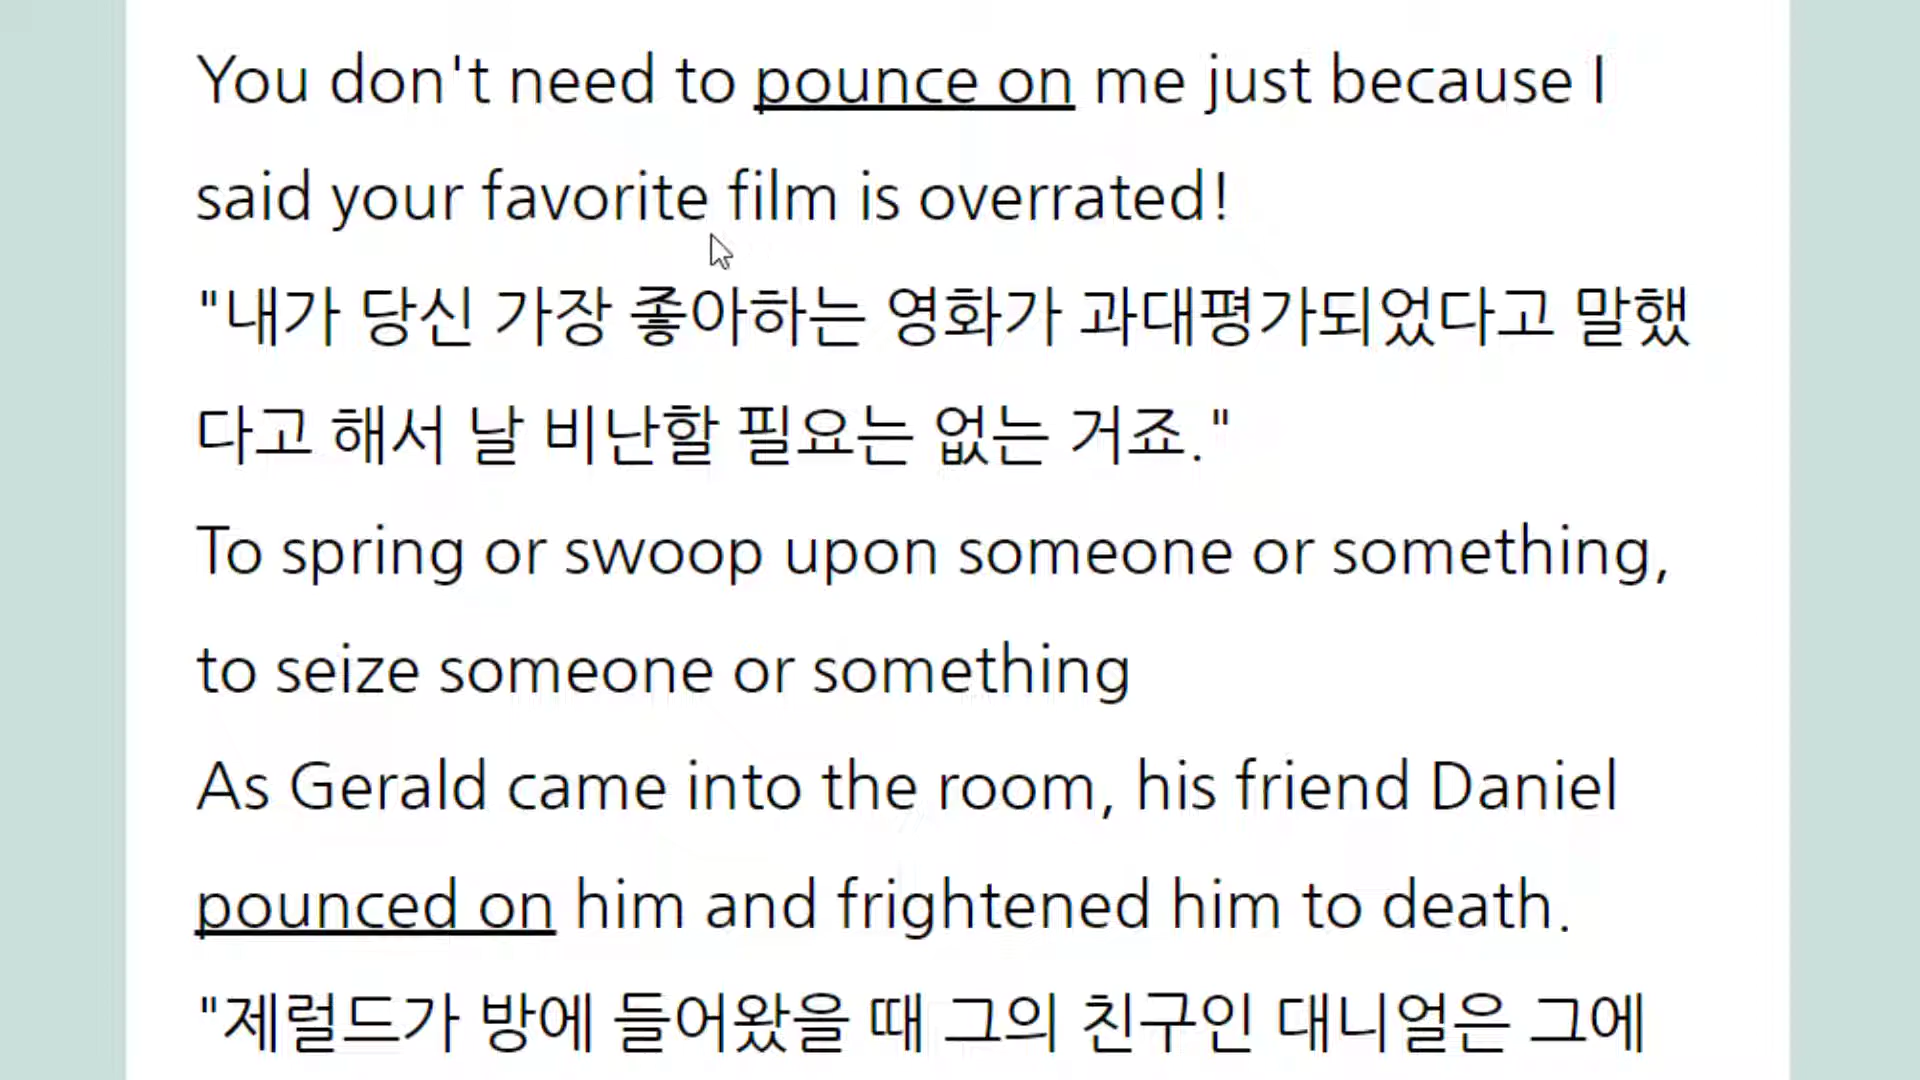 You don't need to pounce on me just because I
said your favorite film is overrated!
"내가 당신 가장 좋아하는 영화가 과대평가되었다고 말했
다고 해서 날 비난할 필요는 없는 거죠."
To spring or swoop upon someone or something,
to seize someone or something
As Gerald came into the room, his friend Daniel
pounced on him and frightened him to death.
"제럴드가 방에 들어왔을 때 그의 친구인 대니얼은 그에